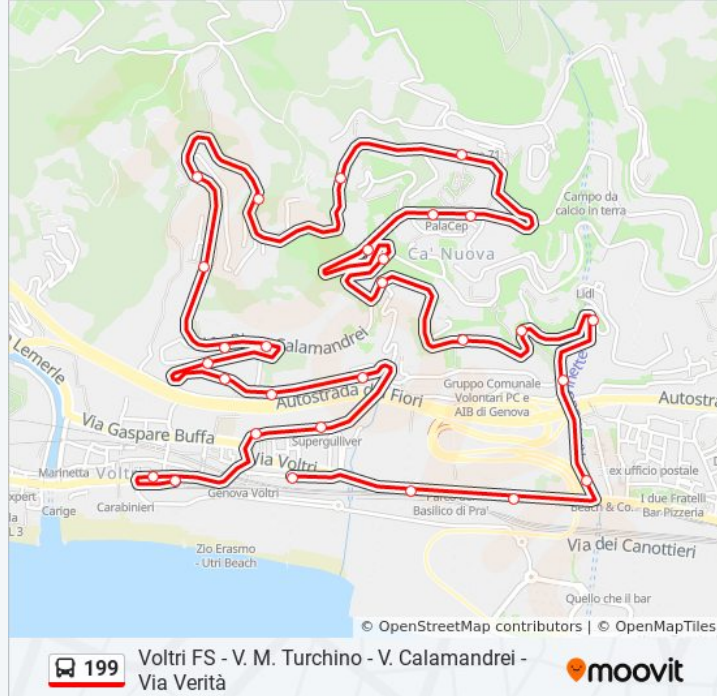 Campo da
calcio in terra
PalaCep
Ca' Nuova
Lidl
Calamandrei
Lemerle
Autostrada dei Fiori
Gruppo Comunale
Volontari PC e
AIB di Genova
Autostra
Via Gaspare Buffa
Supergulliver
Via Voltri
ex ufficio postale
Marinetta
Voltri
Genova Voltri
Carabinieri
Carige
Basilico di Pra'
Beach & Co.
I due Fratelli
Bar Pizzeria
Via dei Canottieri
Zio Erasmo
- Utri Beach
Quello che il bar
© OpenStreetMap contributors | © OpenMapTiles
199
Voltri FS - V. M. Turchino - V. Calamandrei -
Via Verità
moovit